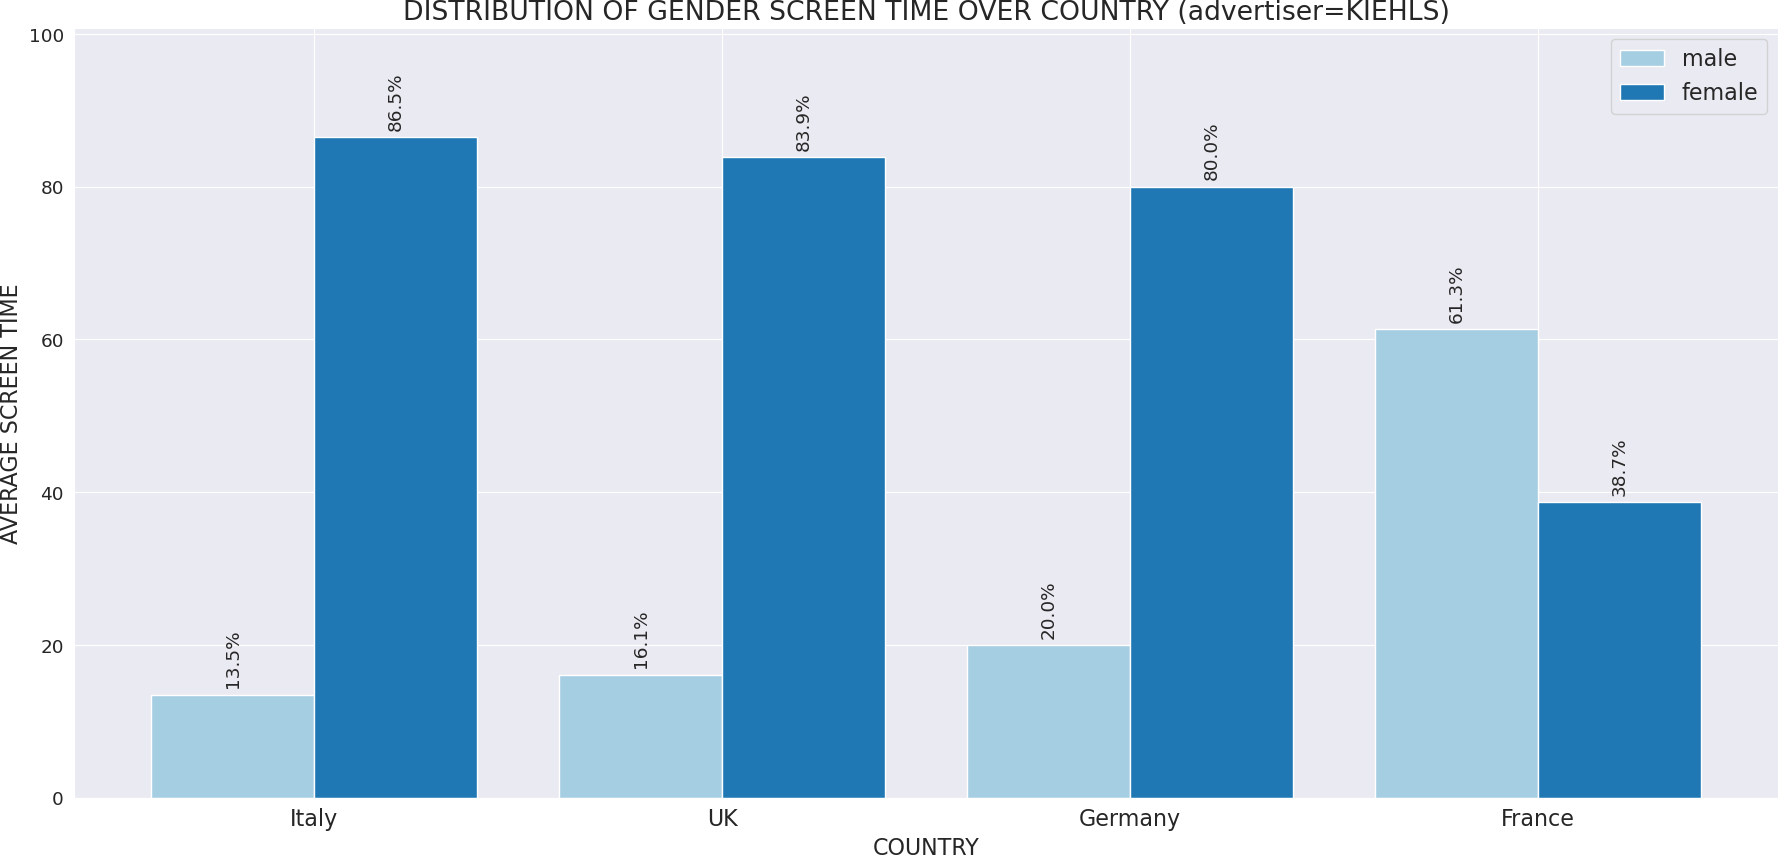 DISTRIBUTION OF GENDER SCREEN TIME OVER COUNTRY (advertiser=KIEHLS)
male
female
AVERAGE SCREEN TIME
100
80
60
40
20
0
13.5%
86.5%
16.1%
83.9%
20.0%
80.0%
61.3%
38.7%
Italy
UK
Germany
France
COUNTRY